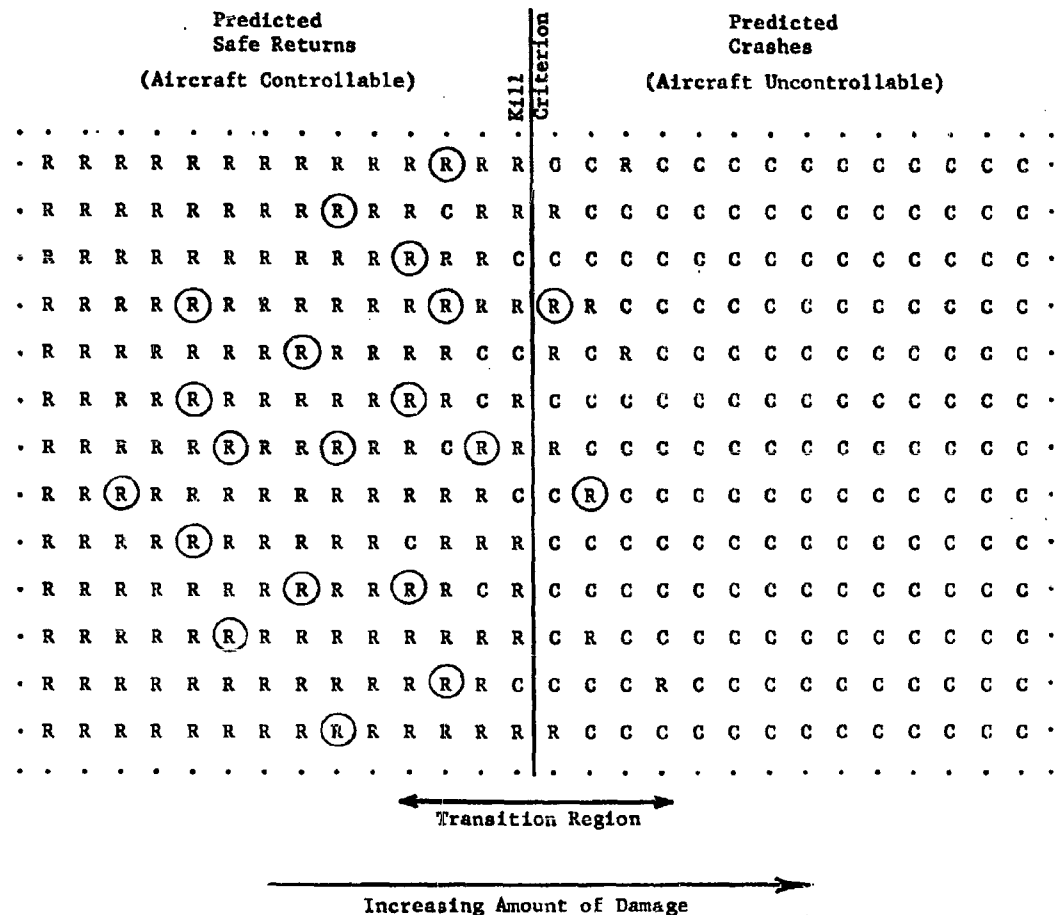 Predicted
Safe Returns
(Aircraft Controllable)
Kill
Criterion
Predicted
Crashes
(Aircraft Uncontrollable)
R R R R R R R R R R R R R R C C R C C C C C C C C C C C
R R R R R R R R R R R C R R R C C C C C C C C C C C C C
R R R R R R R R R R R R R C C C C C C C C C C C C C C C
R R R R R R R R R R R R R R R R C C C C C C C C C C C C
R R R R R R R R R R R R C C R C R C C C C C C C C C C C
R R R R R R R R R R R R C R C C C C C C C C C C C C C C
R R R R R R R R R R R C R R R C C C C C C C C C C C C C
R R R R R R R R R R R R R C C R C C C C C C C C C C C C
R R R R R R R R R R C R R R C C C C C C C C C C C C C C
R R R R R R R R R R R R C R C C C C C C C C C C C C C C
R R R R R R R R R R R R R R C R C C C C C C C C C C C C
R R R R R R R R R R R R R C C C C R C C C C C C C C C C
R R R R R R R R R R R R R R R C C C C C C C C C C C C C
Transition Region
Increasing Amount of Damage